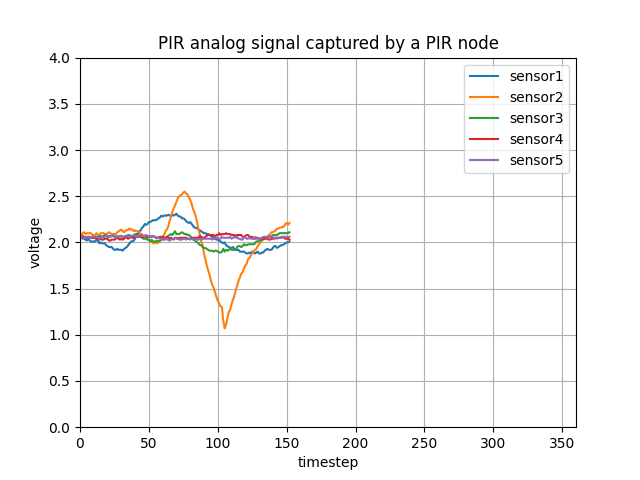 PIR analog signal captured by a PIR node
sensor1
sensor2
sensor3
sensor4
sensor5
voltage
4.0
3.5
3.0
2.5
2.0
1.5
1.0
0.5
0.0
0 50 100 150 200 250 300 350
timestep